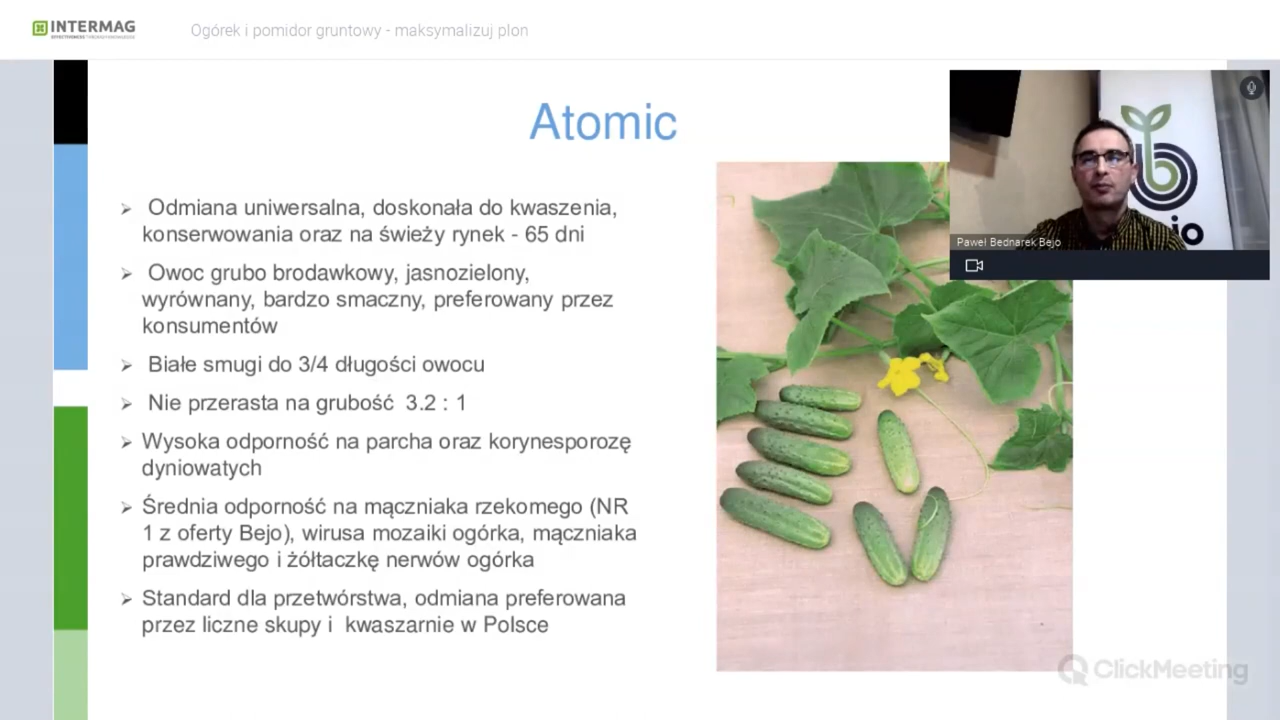 INTERMAG
Ogórek i pomidor gruntowy - maksymalizuj plon
Atomic
Odmiana uniwersalna, doskonała do kwaszenia,
konserwowania oraz na świeży rynek - 65 dni
Owoc grubo brodawkowy, jasnozielony,
wyrównany, bardzo smaczny, preferowany przez
konsumentów
Białe smugi do 3/4 długości owocu
Nie przerasta na grubość 3.2 : 1
Wysoka odporność na parcha oraz korynesporozę
dyniowatych
Średnia odporność na mączniaka rzekomego (NR
1 z oferty Bejo), wirusa mozaiki ogórka, mączniaka
prawdziwego i żółtaczkę nerwów ogórka
Standard dla przetwórstwa, odmiana preferowana
przez liczne skupy i kwaszarnie w Polsce
Pawel Bednarek Bejo
ClickMeeting